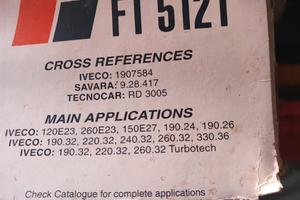 FT 5121
CROSS REFERENCES
IVECO: 1907584
SAVARA: 9.28.417
TECNOCAR: RD 3005
MAIN APPLICATIONS
IVECO: 120E23, 260E23, 150E27, 190.24, 190.26
IVECO: 190.32, 220.32, 240.32, 260.32, 330.36
IVECO: 190.32, 220.32, 260.32 Turbotech
Check Catalogue for complete applications